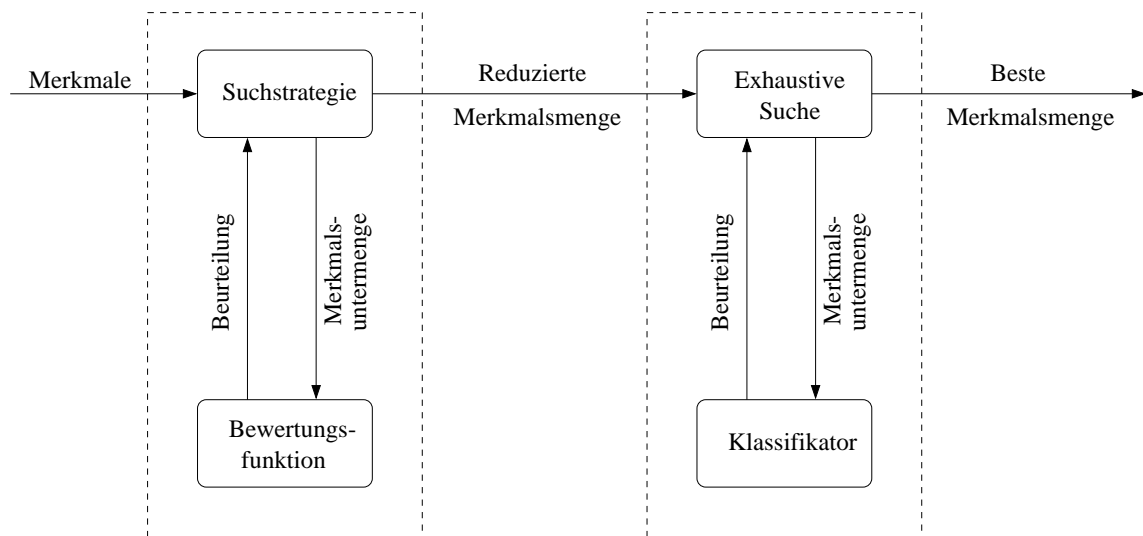 Merkmale
Suchstrategie
Reduzierte
Merkmalsmenge
Exhaustive
Suche
Beste
Merkmalsmenge
Beurteilung
Merkmals-
untermenge
Beurteilung
Merkmals-
untermenge
Bewertungs-
funktion
Klassifikator